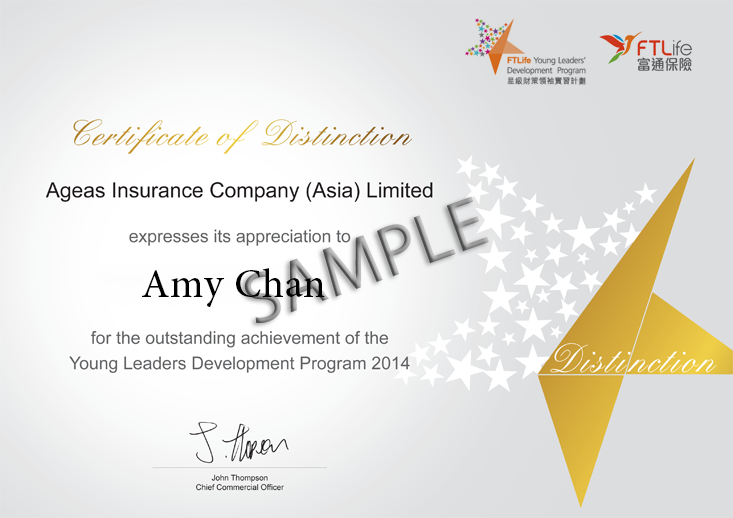 FTLife Young Leaders'
Development Program
星級財策領袖實習計劃
FTLife
富通保險
Certificate of Distinction
Ageas Insurance Company (Asia) Limited
expresses its appreciation to
Amy Chan
SAMPLE
for the outstanding achievement of the
Young Leaders Development Program 2014
Distinction
J. Thompson
John Thompson
Chief Commercial Officer